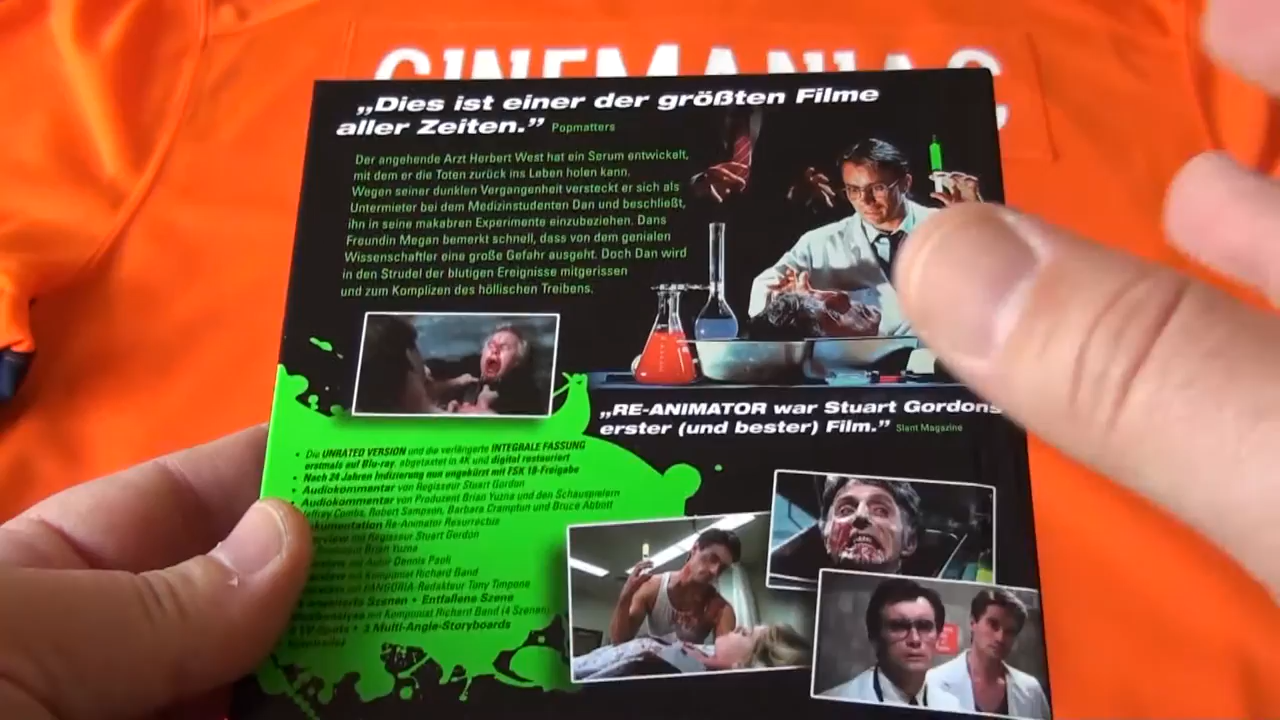 CINEMANIACS
„Dies ist einer der größten Filme
aller Zeiten.” Popmatters
Der angehende Arzt Herbert West hat ein Serum entwickelt,
mit dem er die Toten zurück ins Leben holen kann.
Wegen seiner dunklen Vergangenheit versteckt er sich als
Untermieter bei dem Medizinstudenten Dan und beschließt,
ihn in seine makabren Experimente einzubeziehen. Dans
Freundin Megan bemerkt schnell, dass von dem genialen
Wissenschaftler eine große Gefahr ausgeht. Doch Dan wird
in den Strudel der blutigen Ereignisse mitgerissen
und zum Komplizen des höllischen Treibens.
„RE-ANIMATOR war Stuart Gordons
erster (und bester) Film.” Slant Magazine
• Die UNRATED VERSION und die verlängerte INTEGRALE FASSUNG
erstmals auf Blu-ray, abgetastet in 4K und digital restauriert
• Nach 24 Jahren Indizierung nun ungekürzt mit FSK 18-Freigabe
• Audiokommentar von Regisseur Stuart Gordon
• Audiokommentar von Produzent Brian Yuzna und den Schauspielern
Jeffrey Combs, Robert Sampson, Barbara Crampton und Bruce Abbott
Re-Animator Resurrectus
mit Regisseur Stuart Gordon
Brian Yuzna
mit Autor Dennis Paoli
mit Komponist Richard Band
mit FANGORIA-Redakteur Tony Timpone
Szenen • Entfallene Szene
mit Komponist Richard Band (4 Szenen)
TV-Spots • 3 Multi-Angle-Storyboards